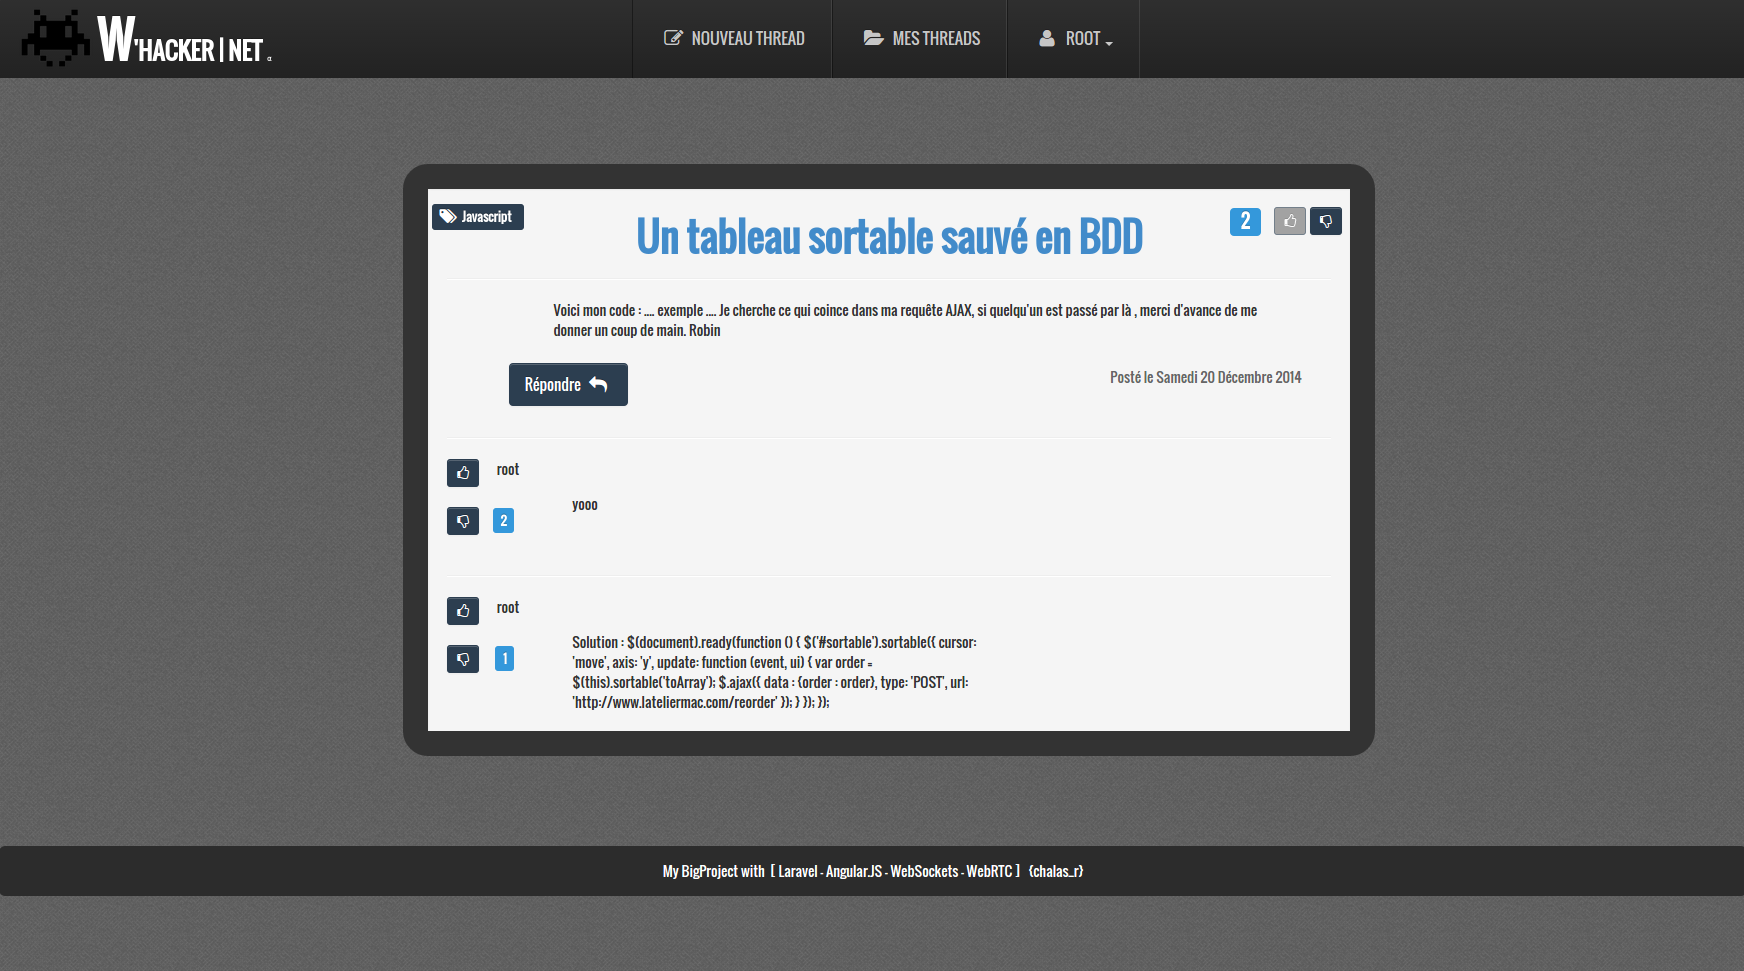 W'HACKER | NET α
NOUVEAU THREAD
MES THREADS
ROOT
Javascript
Un tableau sortable sauvé en BDD
2
Voici mon code : .... exemple .... Je cherche ce qui coince dans ma requête AJAX, si quelqu'un est passé par là , merci d'avance de me
donner un coup de main. Robin
Répondre
Posté le Samedi 20 Décembre 2014
root
yooo
2
root
Solution : $(document).ready(function () { $('#sortable').sortable({ cursor:
'move', axis: 'y', update: function (event, ui) { var order =
$(this).sortable('toArray'); $.ajax({ data : {order : order}, type: 'POST', url:
'http://www.lateliermac.com/reorder' }); } }); });
1
My BigProject with [ Laravel - Angular.JS - WebSockets - WebRTC ] {chalas_r}